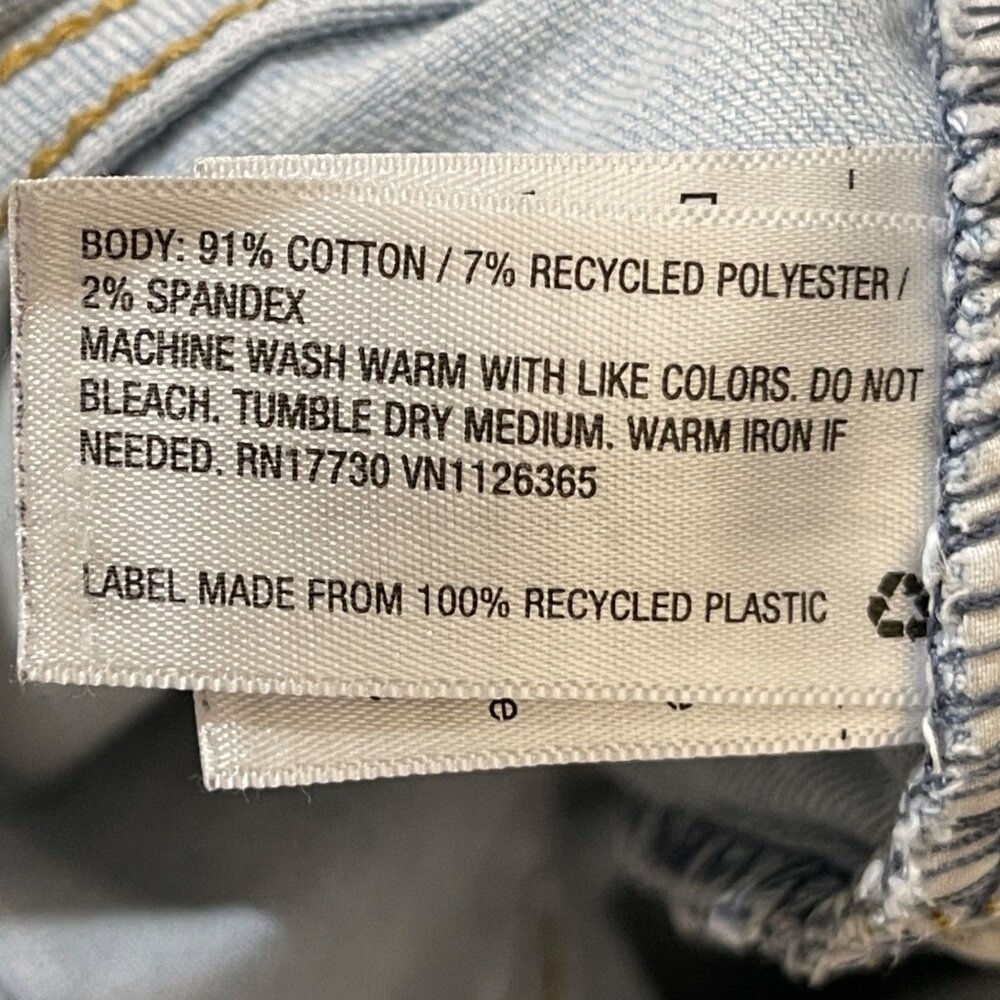 BODY: 91% COTTON / 7% RECYCLED POLYESTER /
2% SPANDEX
MACHINE WASH WARM WITH LIKE COLORS. DO NOT
BLEACH. TUMBLE DRY MEDIUM. WARM IRON IF
NEEDED. RN17730 VN1126365
LABEL MADE FROM 100% RECYCLED PLASTIC